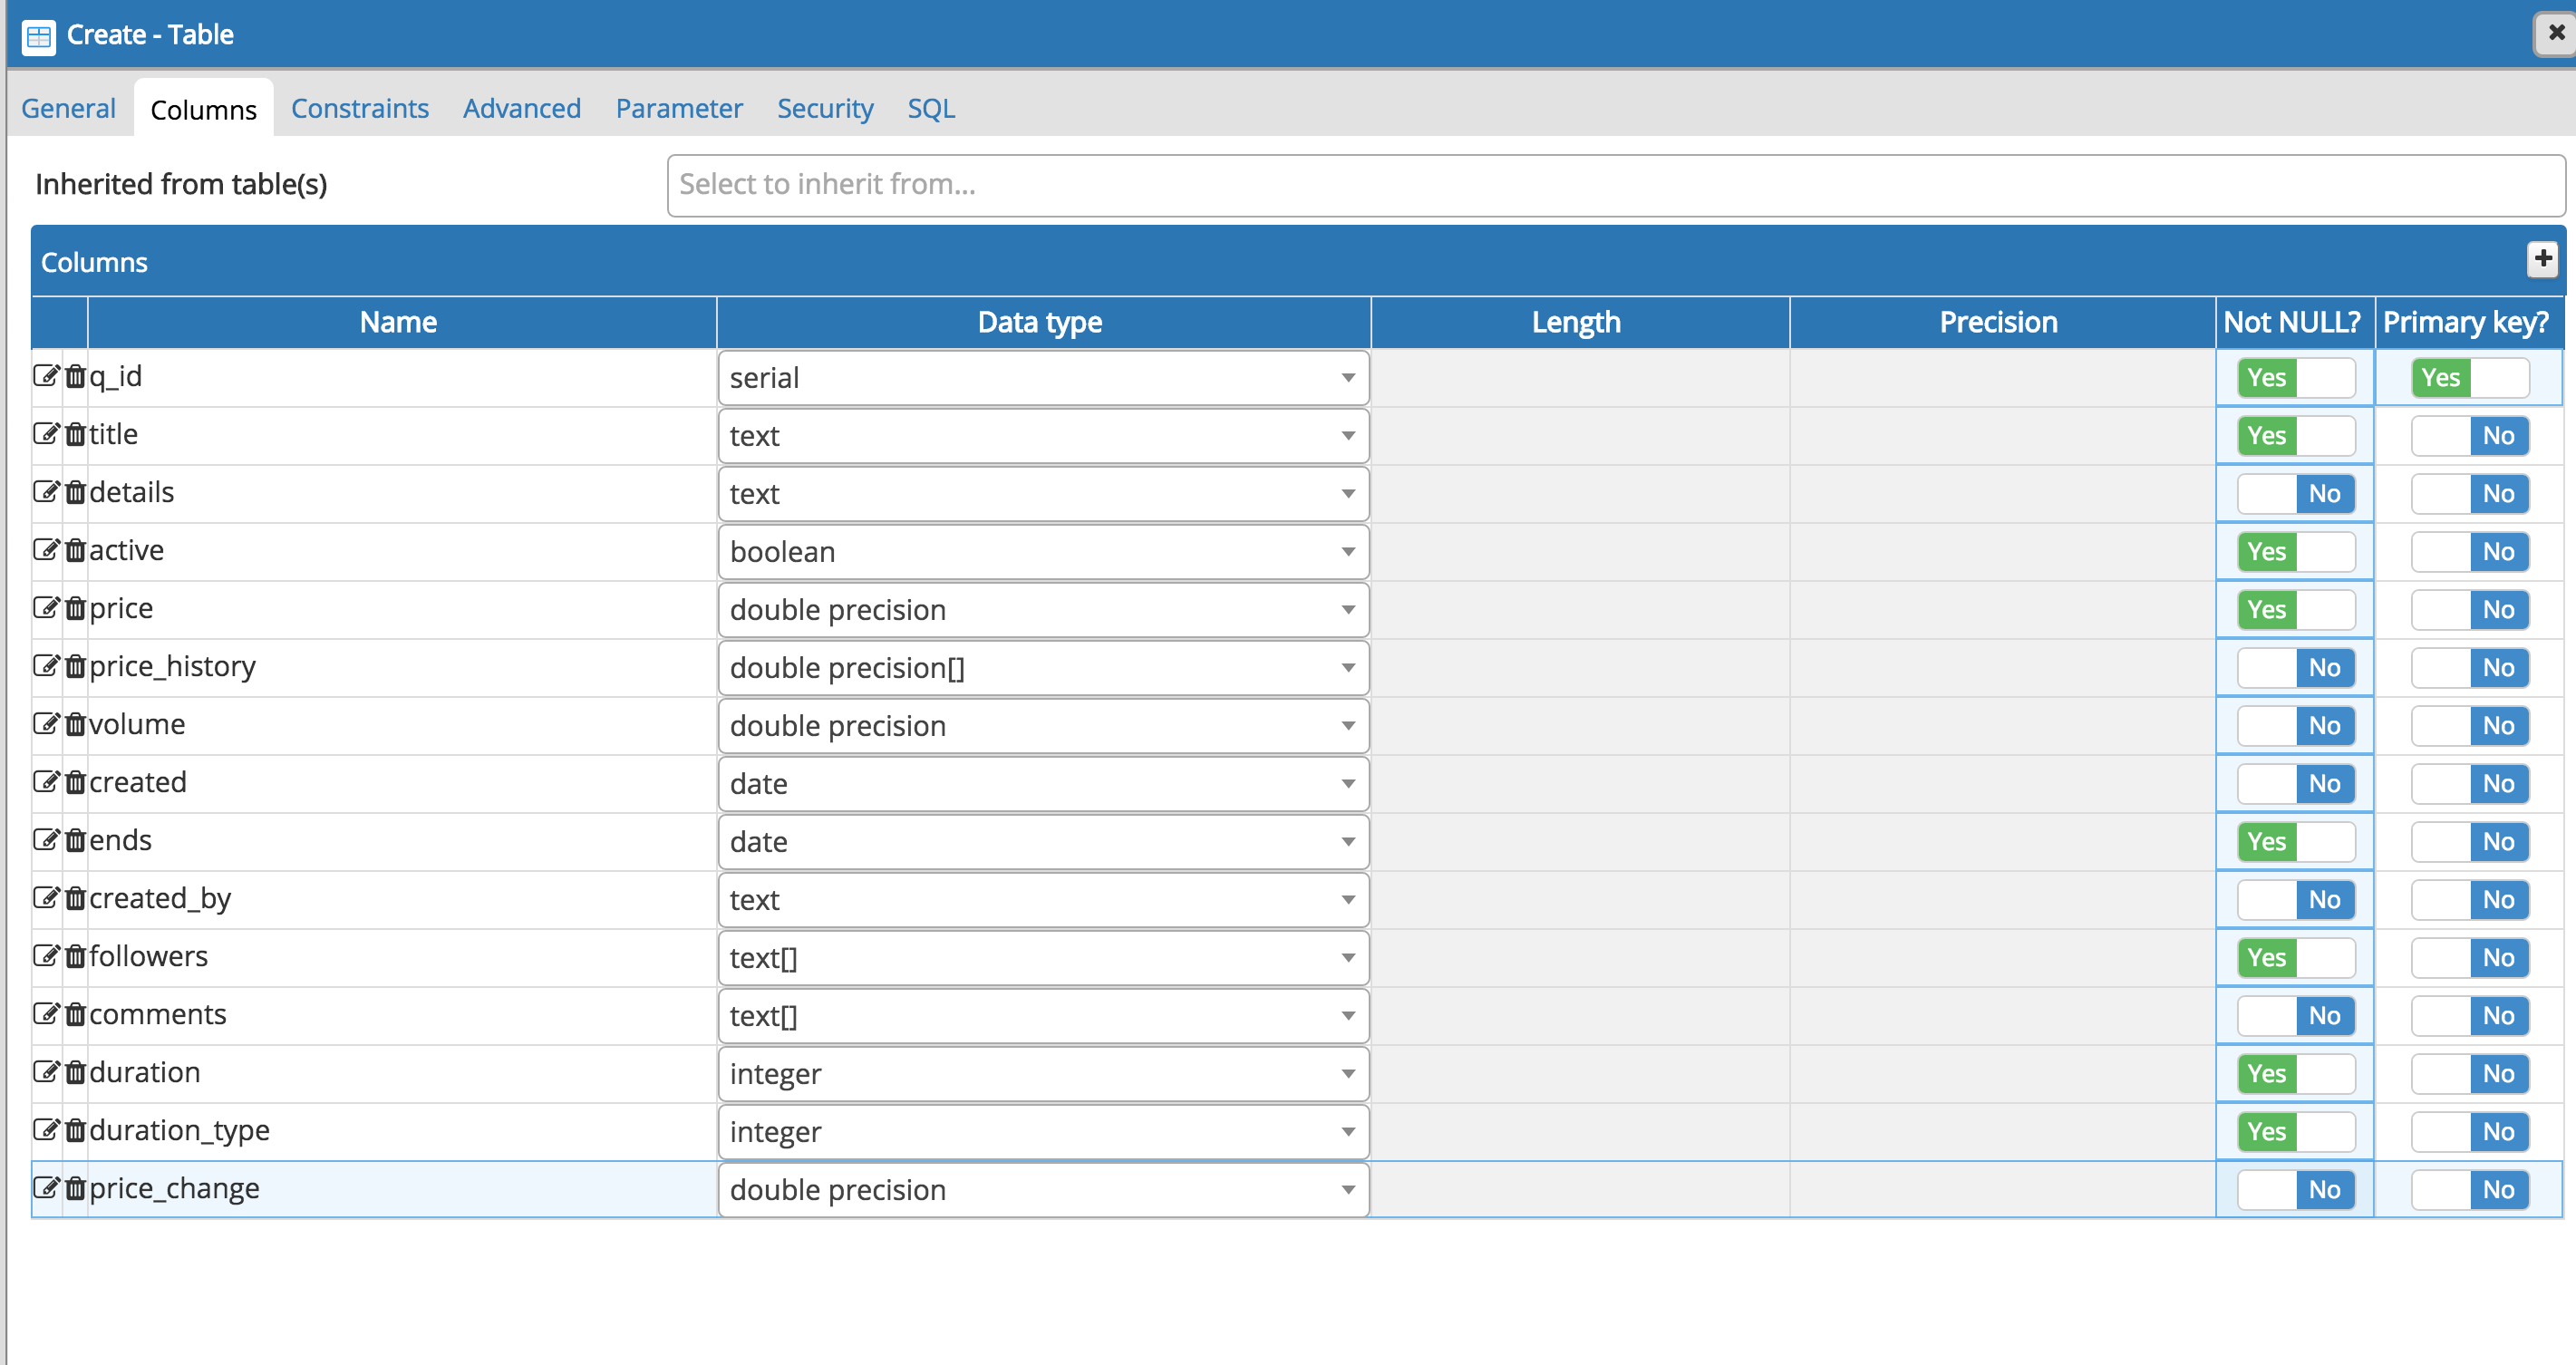 Create - Table
General Columns Constraints Advanced Parameter Security SQL
Inherited from table(s) Select to inherit from...
Columns
Name Data type Length Precision Not NULL? Primary key?
q_id serial Yes Yes
title text Yes No
details text No No
active boolean Yes No
price double precision Yes No
price_history double precision[] No No
volume double precision No No
created date No No
ends date Yes No
created_by text No No
followers text[] Yes No
comments text[] No No
duration integer Yes No
duration_type integer Yes No
price_change double precision No No